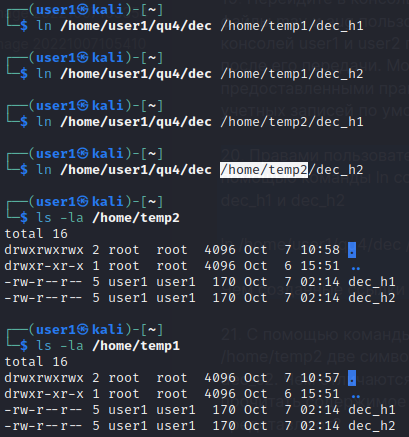 ┌──(user1㉿kali)-[~]
└─$ ln /home/user1/qu4/dec /home/temp1/dec_h1
┌──(user1㉿kali)-[~]
└─$ ln /home/user1/qu4/dec /home/temp1/dec_h2
┌──(user1㉿kali)-[~]
└─$ ln /home/user1/qu4/dec /home/temp2/dec_h1
┌──(user1㉿kali)-[~]
└─$ ln /home/user1/qu4/dec /home/temp2/dec_h2
┌──(user1㉿kali)-[~]
└─$ ls -la /home/temp2
total 16
drwxrwxrwx 2 root  root  4096 Oct  7 10:58 .
drwxr-xr-x 1 root  root  4096 Oct  6 15:51 ..
-rw-r--r-- 5 user1 user1  170 Oct  7 02:14 dec_h1
-rw-r--r-- 5 user1 user1  170 Oct  7 02:14 dec_h2
┌──(user1㉿kali)-[~]
└─$ ls -la /home/temp1
total 16
drwxrwxrwx 2 root  root  4096 Oct  7 10:57 .
drwxr-xr-x 1 root  root  4096 Oct  6 15:51 ..
-rw-r--r-- 5 user1 user1  170 Oct  7 02:14 dec_h1
-rw-r--r-- 5 user1 user1  170 Oct  7 02:14 dec_h2